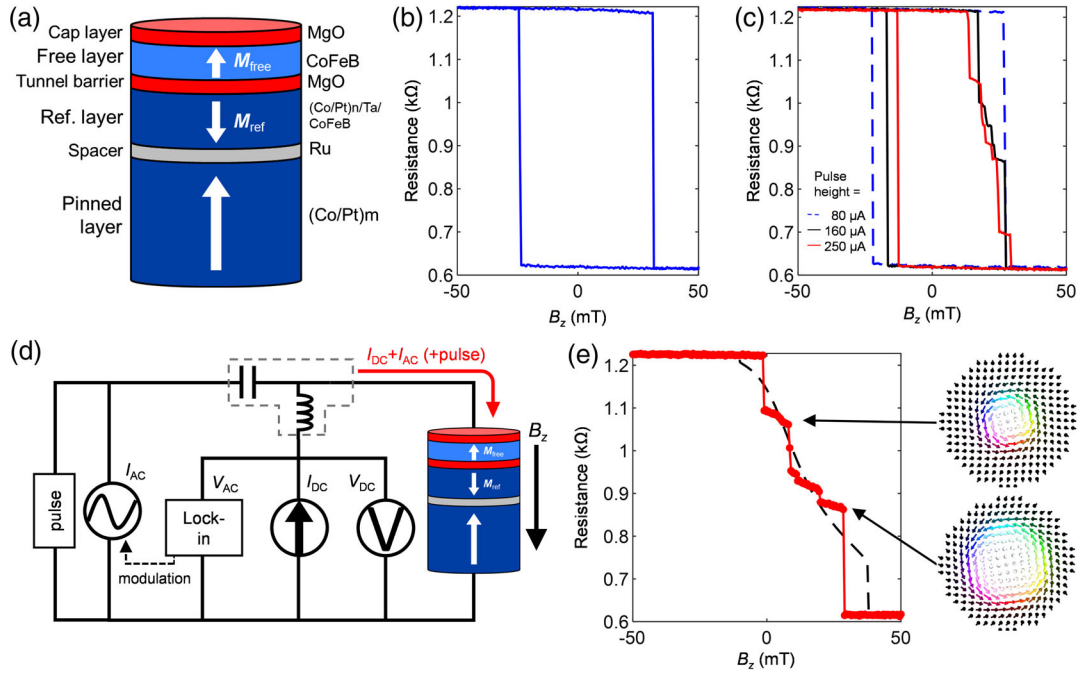 (a)
Cap layer
MgO
Free layer
M_free
CoFeB
Tunnel barrier
MgO
Ref. layer
M_ref
(Co/Pt)n/Ta/
CoFeB
Spacer
Ru
Pinned
layer
(Co/Pt)m
(b)
Resistance (kΩ)
1.2
1.1
1
0.9
0.8
0.7
0.6
-50
0
50
B_z (mT)
(c)
Resistance (kΩ)
1.2
1.1
1
0.9
0.8
0.7
0.6
Pulse
height =
80 µA
160 µA
250 µA
-50
0
50
B_z (mT)
(d)
I_DC+I_AC (+pulse)
pulse
I_AC
V_AC
Lock-
in
modulation
I_DC
V_DC
V
M_free
M_ref
B_z
(e)
Resistance (kΩ)
1.2
1.1
1
0.9
0.8
0.7
0.6
-50
0
50
B_z (mT)